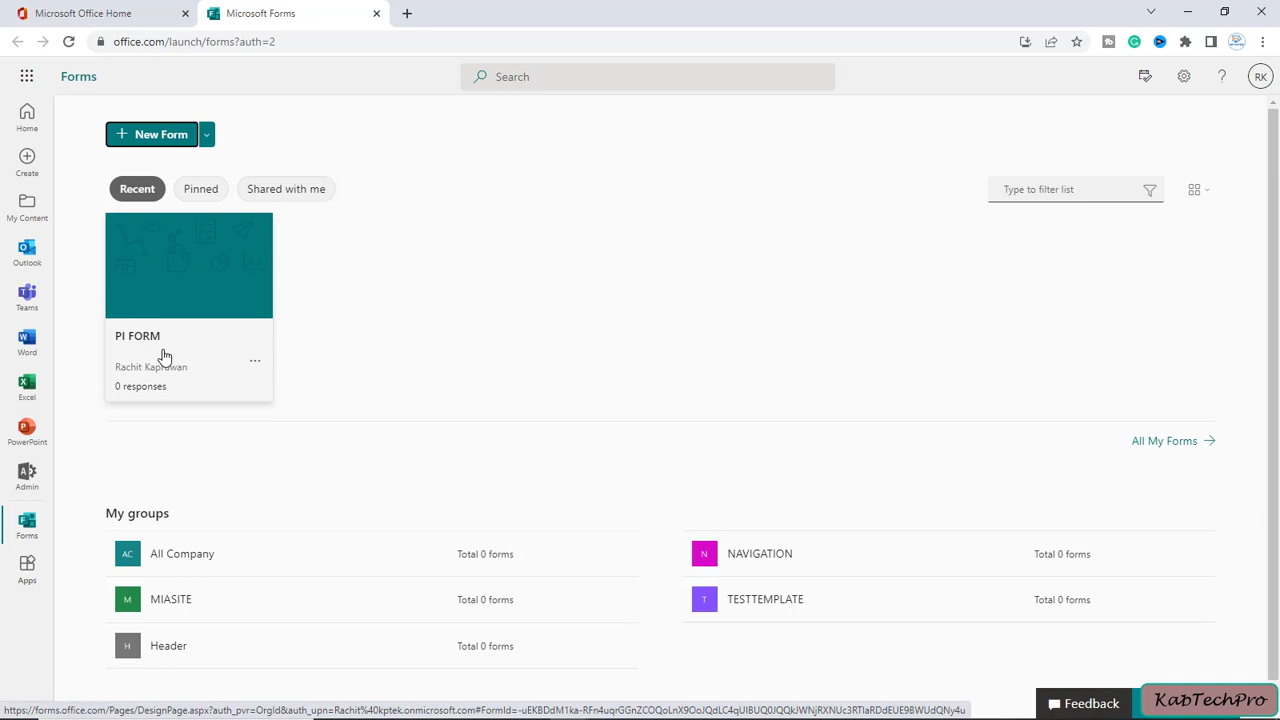 Microsoft Office Home
Microsoft Forms
office.com/launch/forms?auth=2
Forms
Search
RK
Home
Create
My Content
Outlook
Teams
Word
Excel
PowerPoint
Admin
Forms
Apps
New Form
Recent
Pinned
Shared with me
Type to filter list
PI FORM
Rachit Kapruwan
0 responses
All My Forms
My groups
AC All Company Total 0 forms
N NAVIGATION Total 0 forms
M MIASITE Total 0 forms
T TESTTEMPLATE Total 0 forms
H Header Total 0 forms
Feedback
KabTechPro